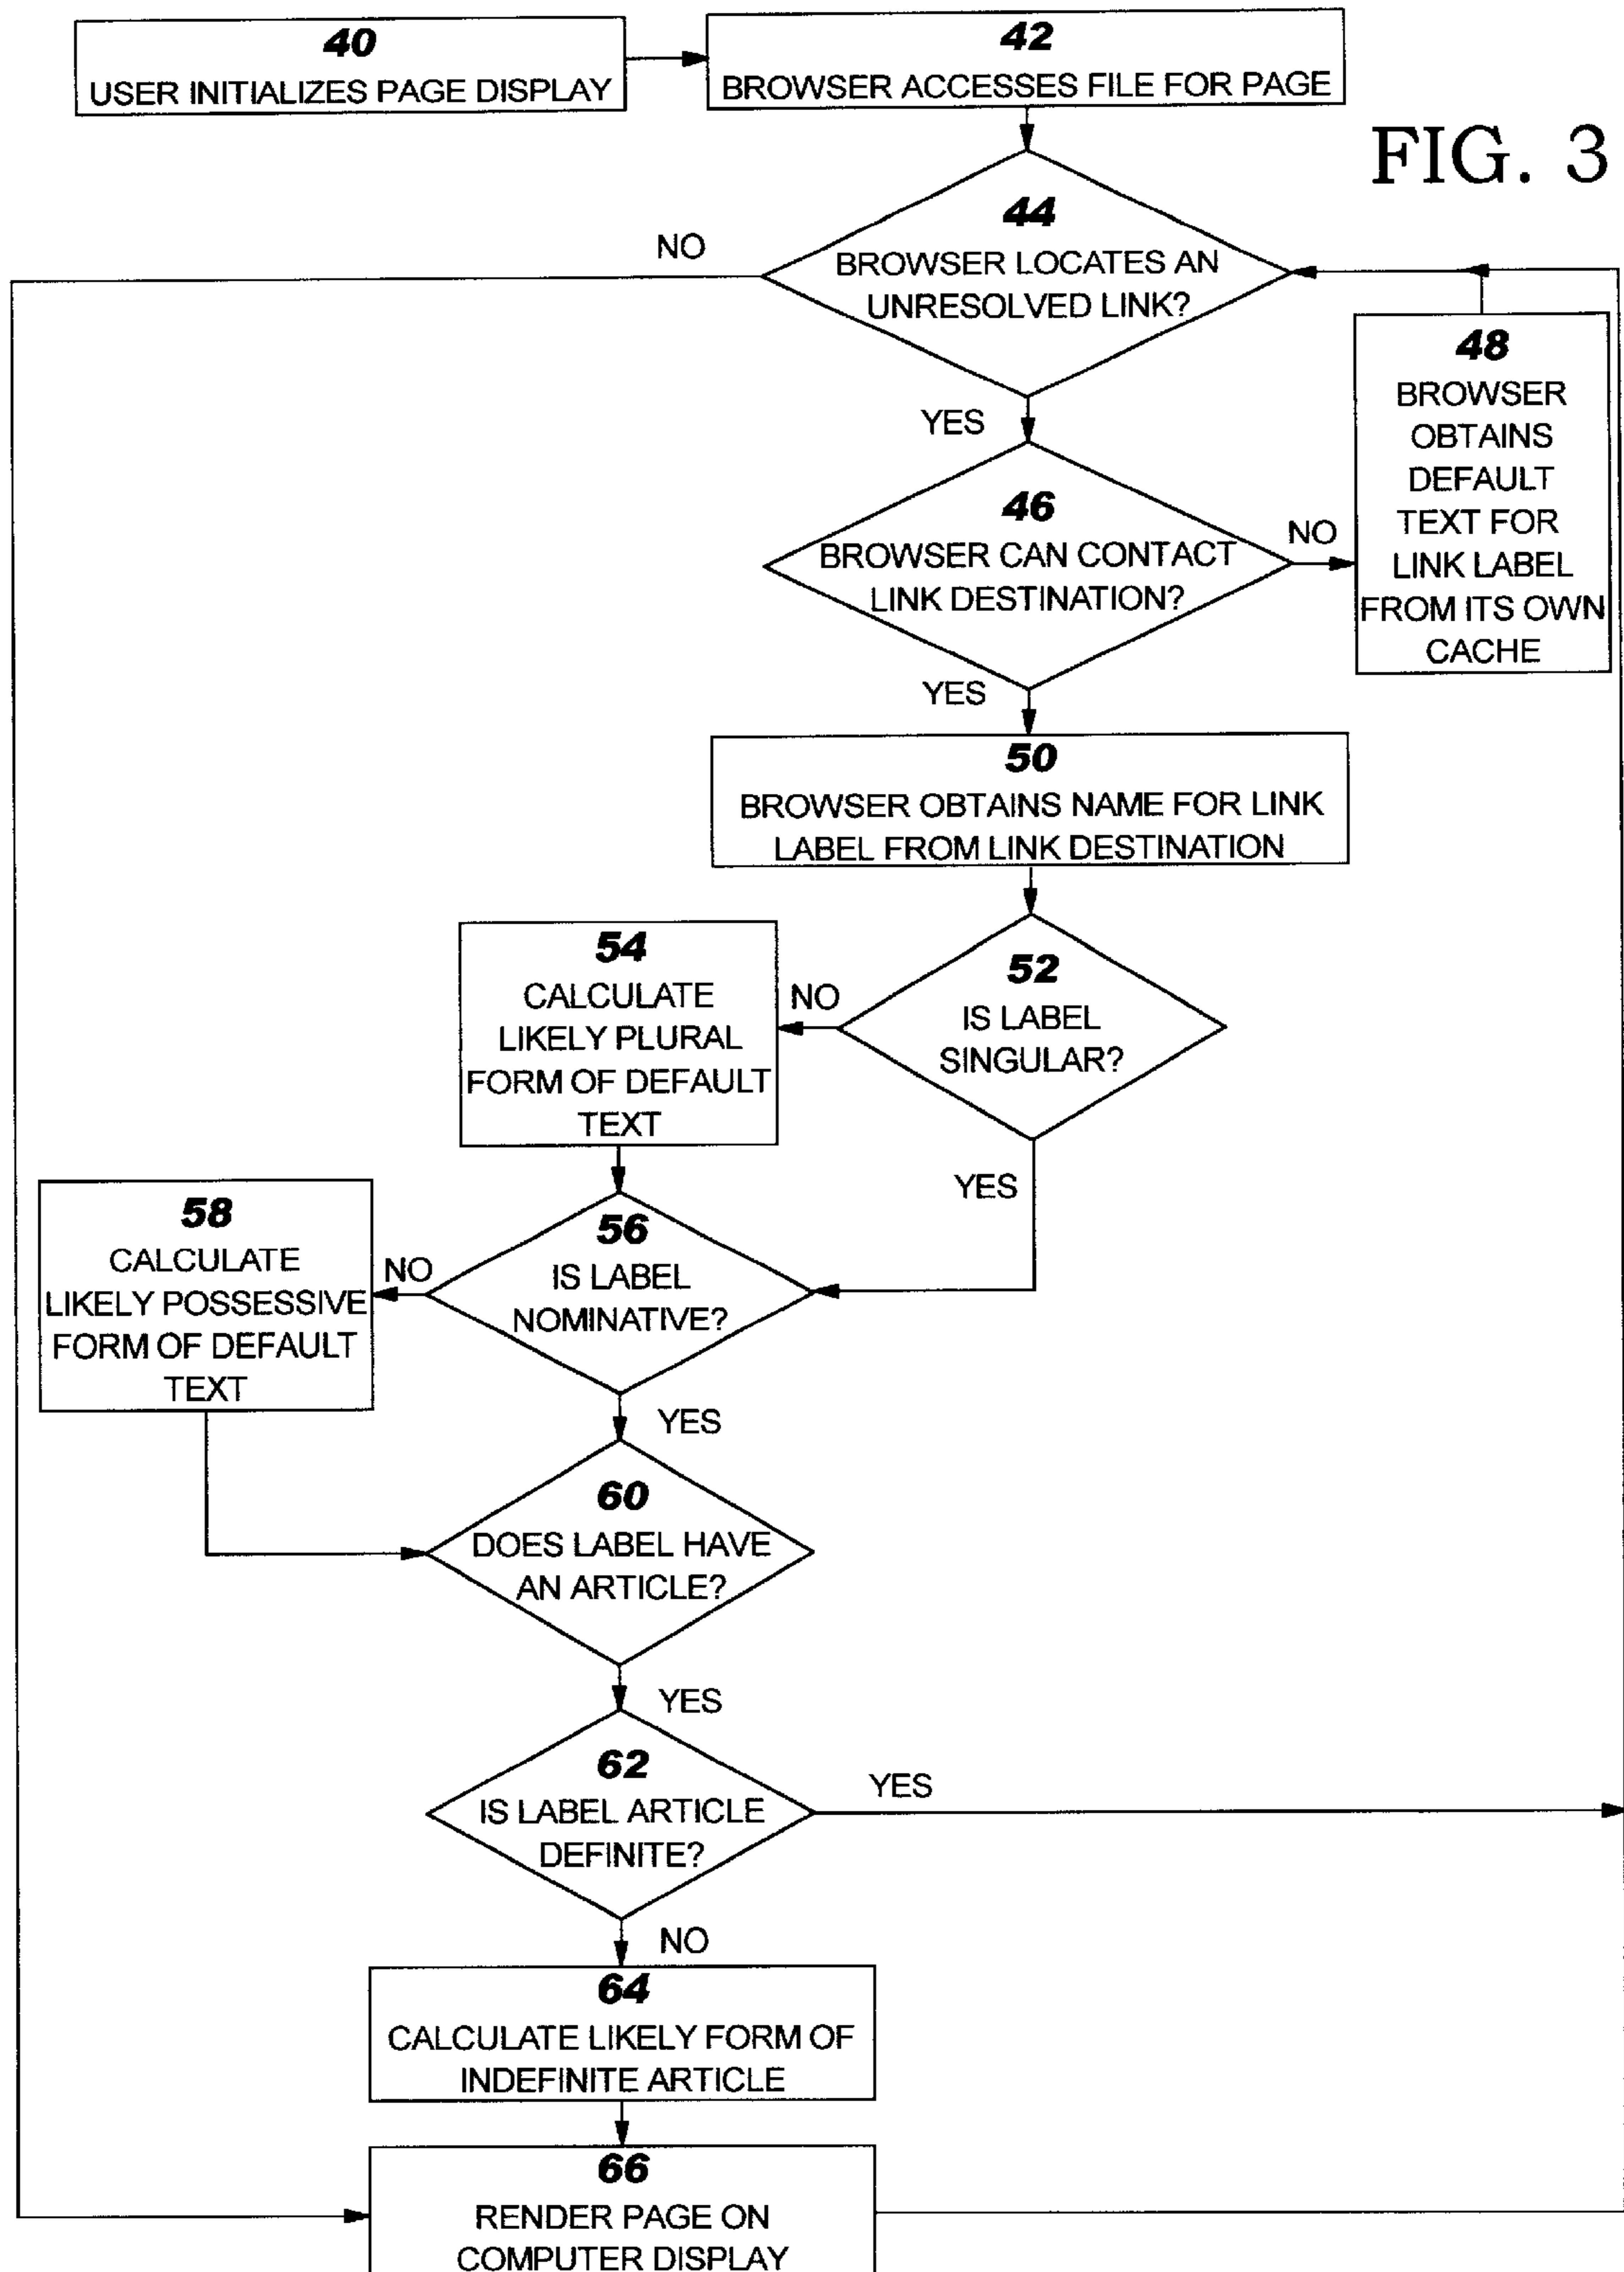 40
USER INITIALIZES PAGE DISPLAY
42
BROWSER ACCESSES FILE FOR PAGE
FIG. 3
44
BROWSER LOCATES AN
UNRESOLVED LINK?
NO
YES
48
BROWSER
OBTAINS
DEFAULT
TEXT FOR
LINK LABEL
FROM ITS OWN
CACHE
46
BROWSER CAN CONTACT
LINK DESTINATION?
NO
YES
50
BROWSER OBTAINS NAME FOR LINK
LABEL FROM LINK DESTINATION
52
IS LABEL
SINGULAR?
NO
YES
54
CALCULATE
LIKELY PLURAL
FORM OF DEFAULT
TEXT
56
IS LABEL
NOMINATIVE?
NO
YES
58
CALCULATE
LIKELY POSSESSIVE
FORM OF DEFAULT
TEXT
60
DOES LABEL HAVE
AN ARTICLE?
YES
62
IS LABEL ARTICLE
DEFINITE?
YES
NO
64
CALCULATE LIKELY FORM OF
INDEFINITE ARTICLE
66
RENDER PAGE ON
COMPUTER DISPLAY